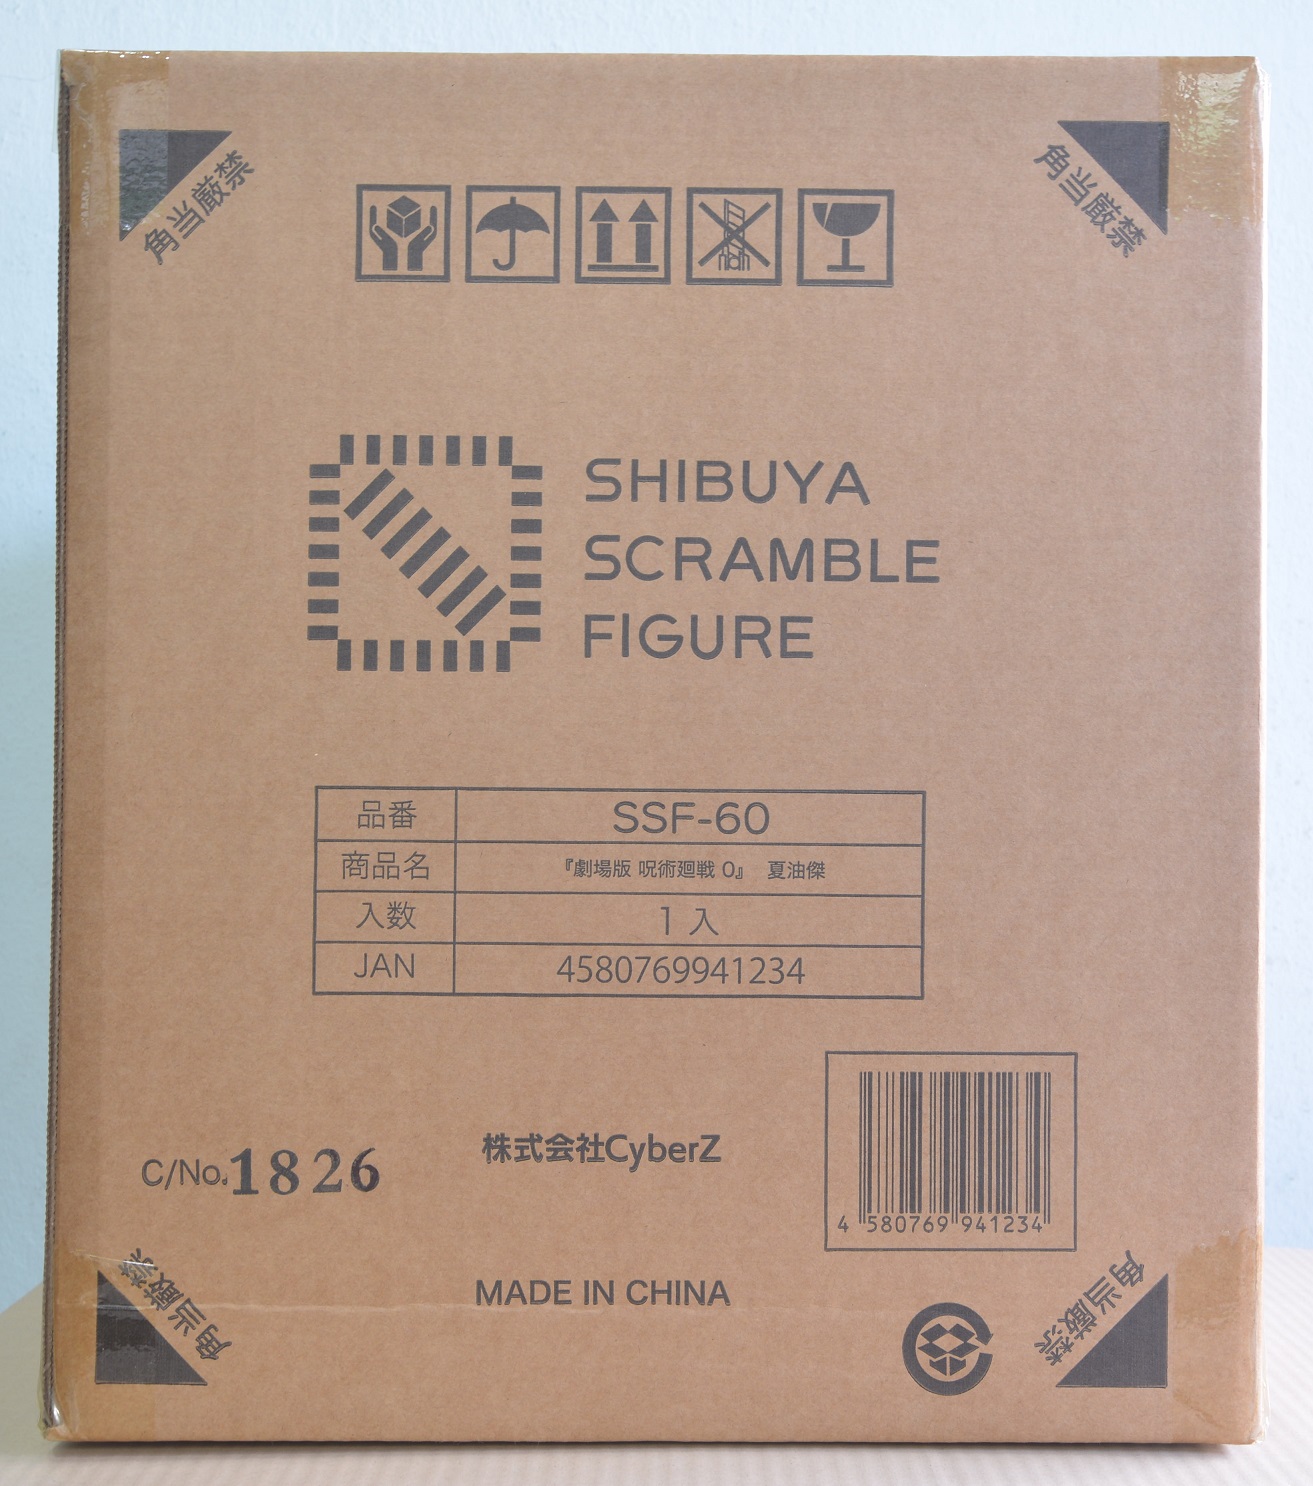 角当厳禁
角当厳禁
SHIBUYA
SCRAMBLE
FIGURE
品番 SSF-60
商品名 『劇場版 呪術廻戦 0』 夏油傑
入数 1 入
JAN 4580769941234
株式会社CyberZ
C/No. 1826
4 580769 941234
MADE IN CHINA
角当厳禁
角当厳禁